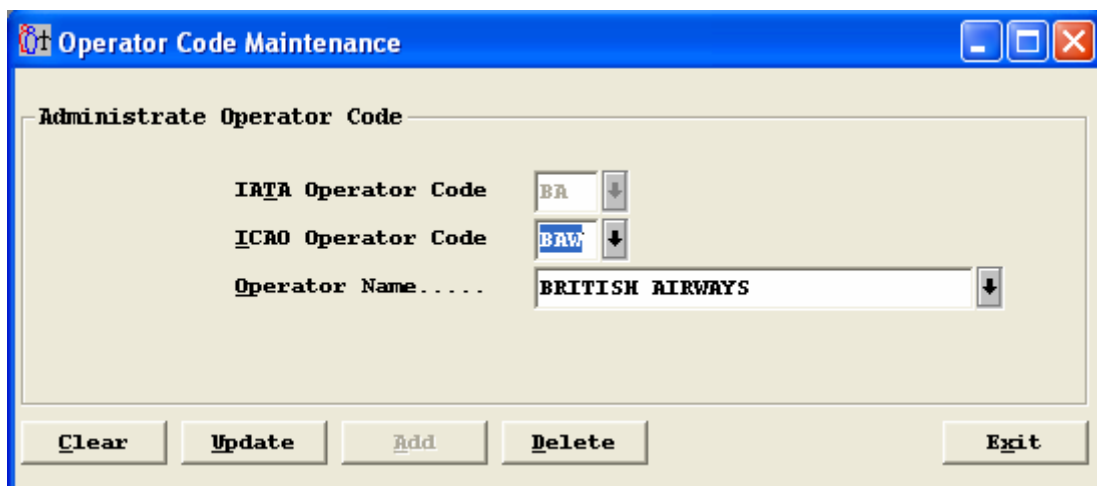 Operator Code Maintenance
Administrate Operator Code
IATA Operator Code BA
ICAO Operator Code BAW
Operator Name..... BRITISH AIRWAYS
Clear Update Add Delete Exit